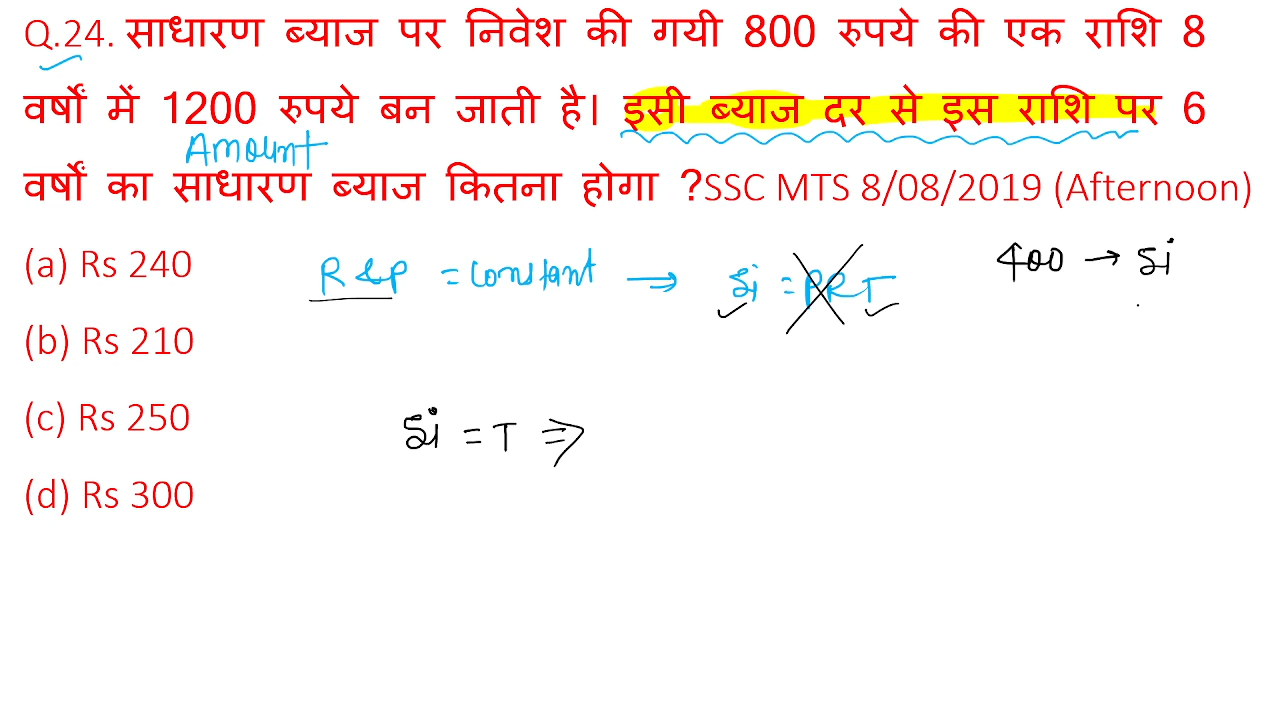 Q.24. साधारण ब्याज पर निवेश की गयी 800 रुपये की एक राशि 8
वर्षों में 1200 रुपये बन जाती है। इसी ब्याज दर से इस राशि पर 6
Amount
वर्षों का साधारण ब्याज कितना होगा ?SSC MTS 8/08/2019 (Afternoon)
(a) Rs 240
R & P = constant → Si = PRT
400 → Si
(b) Rs 210
(c) Rs 250
Si = T ⇒
(d) Rs 300